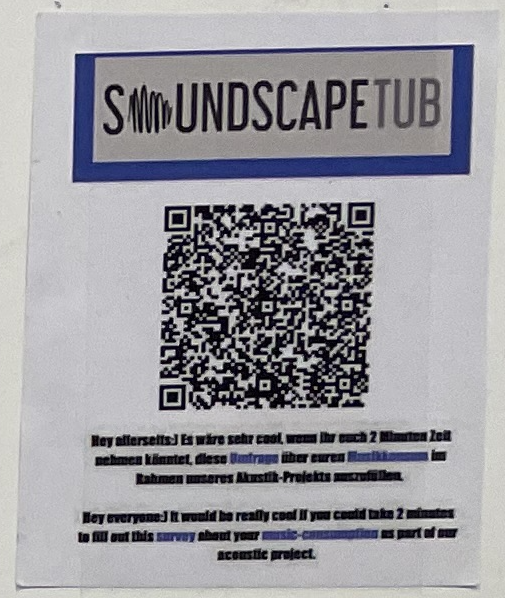 SOUNDSCAPETUB
Hey allerseits:) Es wäre sehr cool, wenn ihr euch 2 Minuten Zeit
nehmen könntet, diese Umfrage über euren Musikkonsum im
Rahmen unseres Akustik-Projekts auszufüllen.
Hey everyone:) It would be really cool if you could take 2 minutes
to fill out this survey about your music-consumption as part of our
acoustic project.